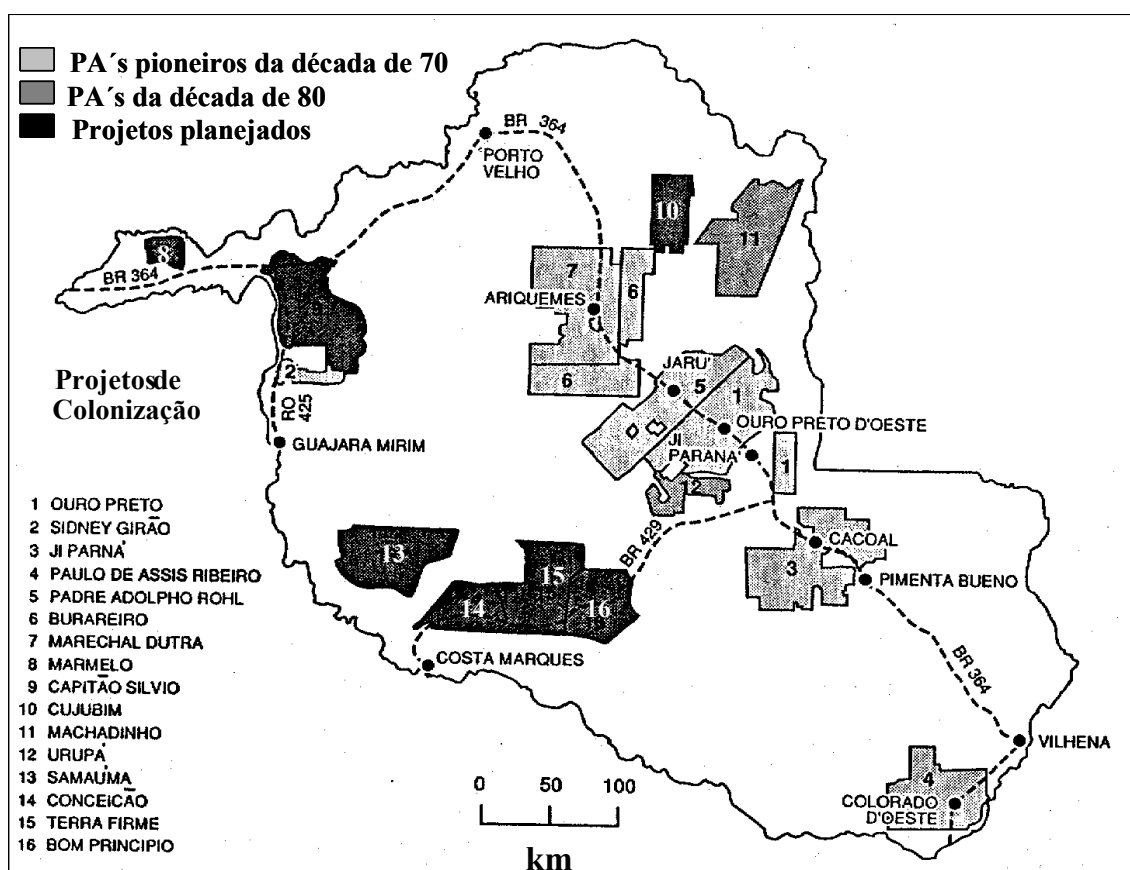 PA´s pioneiros da década de 70
PA´s da década de 80
Projetos planejados
BR 364
PORTO
VELHO
10
11
8
BR 364
7
6
ARIQUEMES
6
2
Projetosde
Colonização
RO
425
GUAJARA MIRIM
JARU'
5
1
OURO PRETO D'OESTE
JI
PARANA'
1
2
BR 429
13
15
14
16
CACOAL
3
PIMENTA BUENO
COSTA MARQUES
BR 364
VILHENA
4
COLORADO
D'OESTE
1 OURO PRETO
2 SIDNEY GIRÃO
3 JI PARNÁ
4 PAULO DE ASSIS RIBEIRO
5 PADRE ADOLPHO ROHL
6 BURAREIRO
7 MARECHAL DUTRA
8 MARMELO
9 CAPITÃO SILVIO
10 CUJUBIM
11 MACHADINHO
12 URUPÁ
13 SAMAÚMA
14 CONCEICÃO
15 TERRA FIRME
16 BOM PRINCIPIO
0 50 100
km